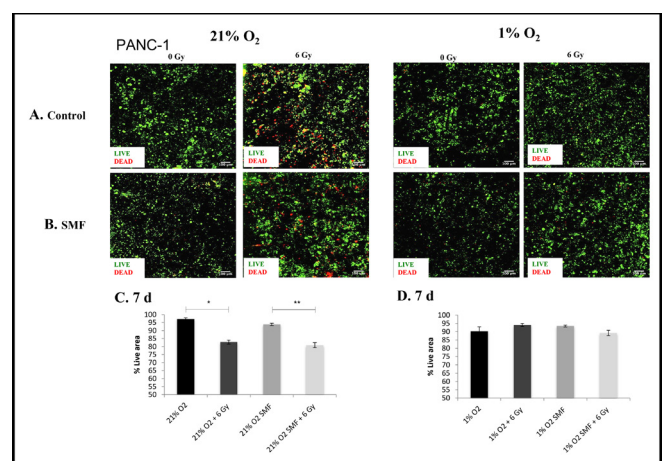 PANC-1
21% O2
1% O2
0 Gy
6 Gy
0 Gy
6 Gy
A. Control
LIVE
DEAD
LIVE
DEAD
LIVE
DEAD
LIVE
DEAD
B. SMF
LIVE
DEAD
LIVE
DEAD
LIVE
DEAD
LIVE
DEAD
C. 7 d
*
**
% Live area
100
95
90
85
80
75
70
65
60
55
50
21% O2
21% O2 + 6 Gy
21% O2 SMF
21% O2 SMF + 6 Gy
D. 7 d
% Live area
100
95
90
85
80
75
70
65
60
55
50
1% O2
1% O2 + 6 Gy
1% O2 SMF
1% O2 SMF + 6 Gy